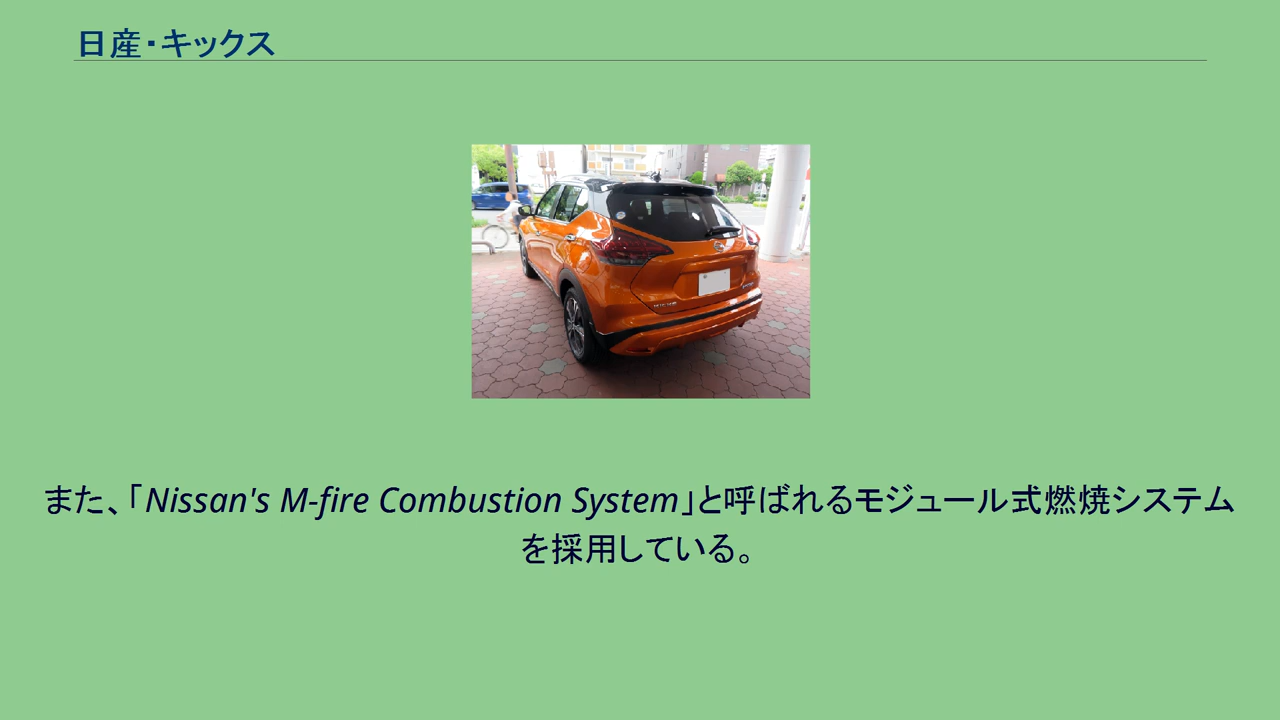 日産・キックス
また、「Nissan's M-fire Combustion System」と呼ばれるモジュール式燃焼システム
を採用している。